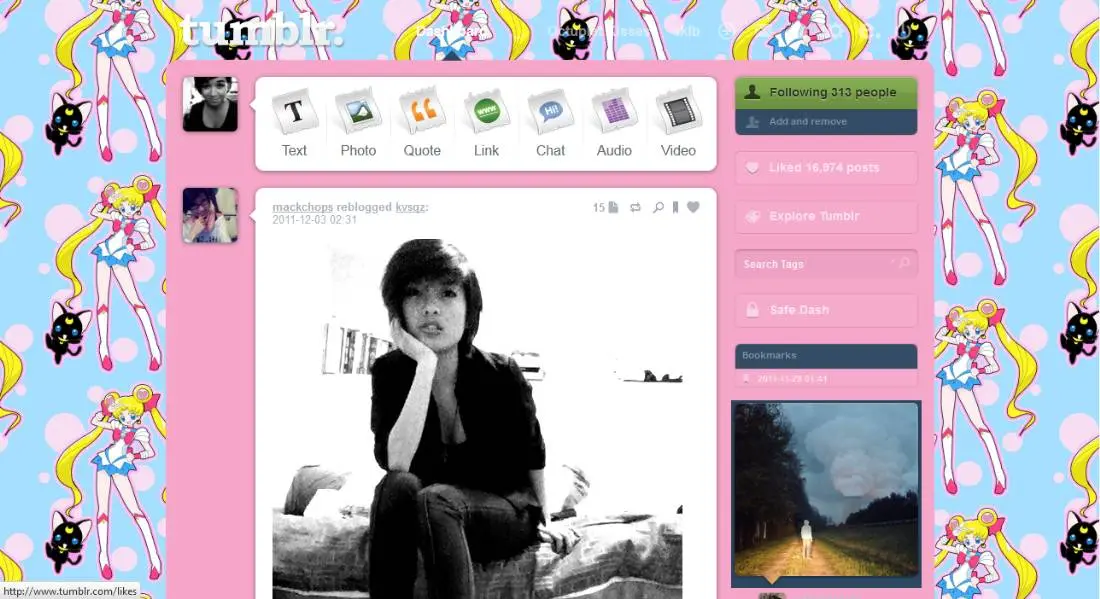 tumblr.
Dashboard
Text
Photo
Quote
www
Link
Hi!
Chat
Audio
Video
mackchops reblogged kvsqz:
2011-12-03 02:31
15
Following 313 people
Add and remove
Liked 16,974 posts
Explore Tumblr
Search Tags
Safe Dash
Bookmarks
2011-11-29 01:41
http://www.tumblr.com/likes